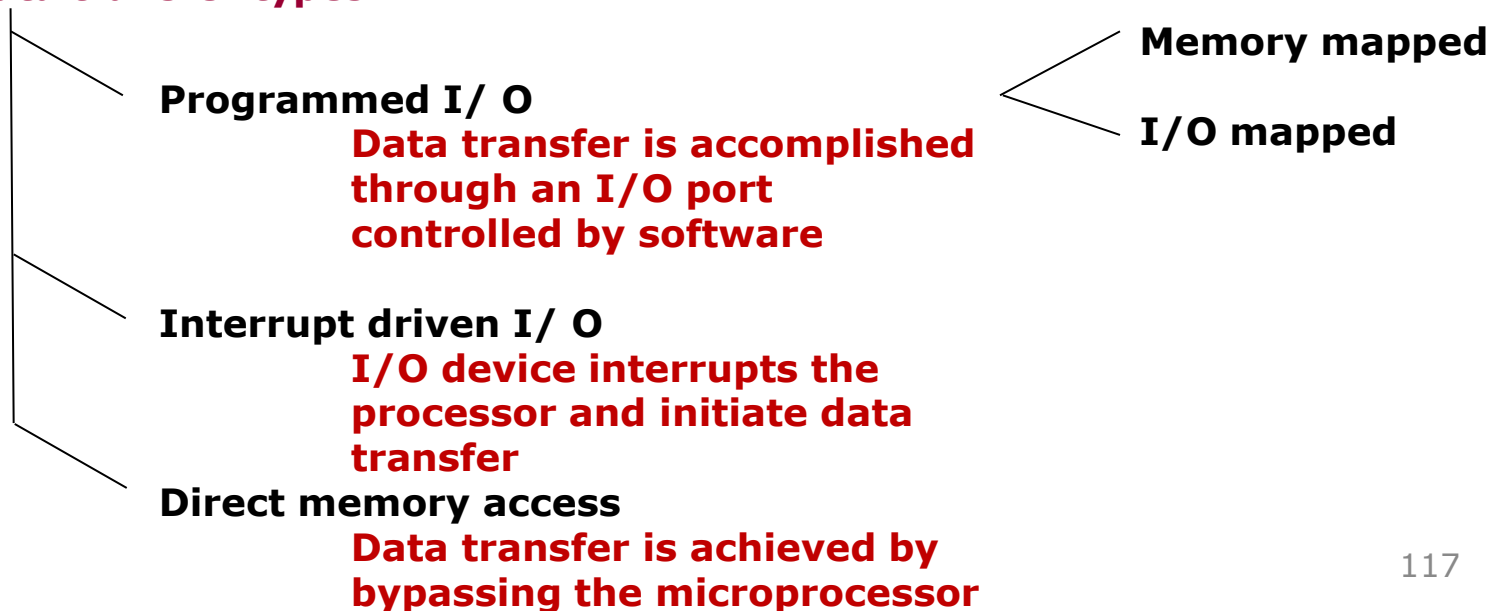 types
Memory mapped
Programmed I/ O
Data transfer is accomplished
I/O mapped
through an I/O port
controlled by software
Interrupt driven I/ O
I/O device interrupts the
processor and initiate data
transfer
Direct memory access
Data transfer is achieved by
bypassing the microprocessor
117